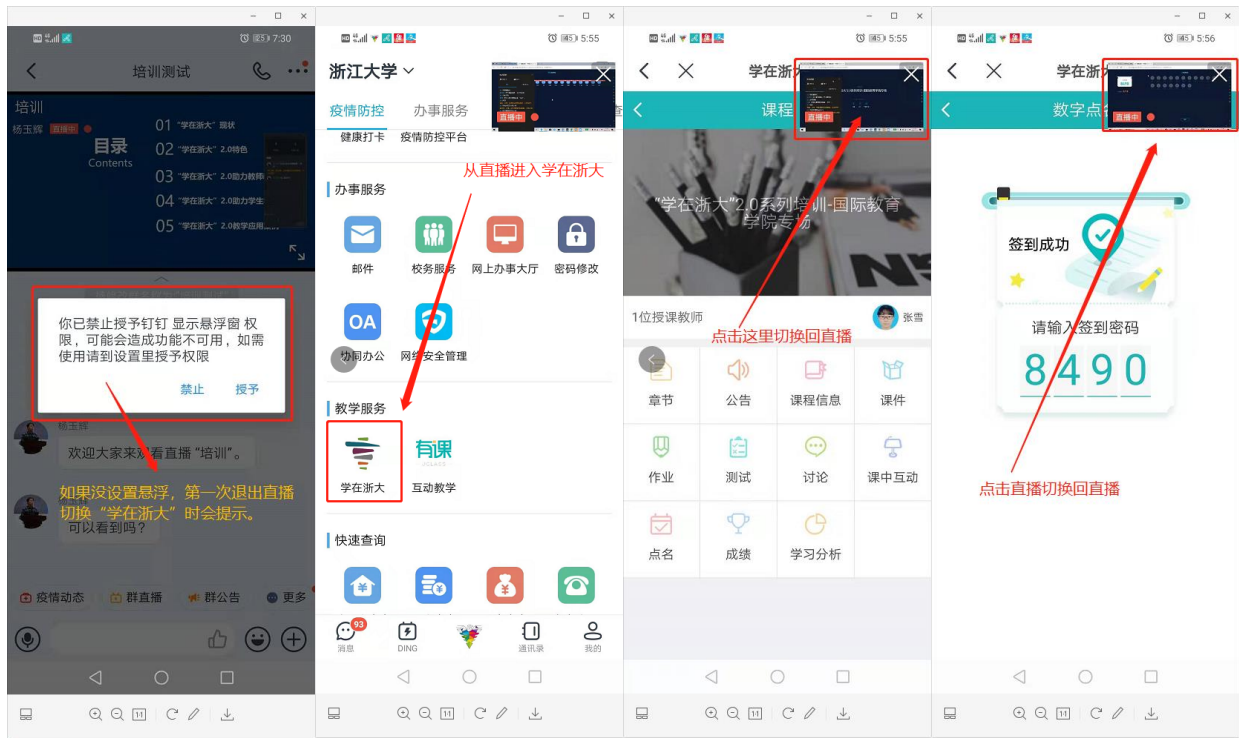 7:30
培训测试
培训
杨玉辉 直播中
目录
Contents
01 “学在浙大” 现状
02 “学在浙大” 2.0特色
03 “学在浙大” 2.0助力教师
04 “学在浙大” 2.0助力学生
05 “学在浙大” 2.0教学应用
你已禁止授予钉钉 显示悬浮窗 权
限，可能会造成功能不可用，如需
使用请到设置里授予权限
禁止 授予
杨玉辉
欢迎大家来观看直播 “培训”。
如果没设置悬浮，第一次退出直播
切换 “学在浙大” 时会提示。
可以看到吗？
疫情动态 群直播 群公告 更多
5:55
浙江大学
直播中
疫情防控 办事服务 查
健康打卡 疫情防控平台
从直播进入学在浙大
办事服务
邮件 校务服务 网上办事大厅 密码修改
OA
协同办公 网络安全管理
教学服务
有课
学在浙大 互动教学
快速查询
93
消息 DING 通讯录 我的
5:55
学在浙
课程
直播中
“学在浙大”2.0系列培训-国际教育
学院专场
1位授课教师 张雪
点击这里切换回直播
章节 公告 课程信息 课件
作业 测试 讨论 课中互动
点名 成绩 学习分析
5:56
学在浙
数字点名
直播中
签到成功
请输入签到密码
8490
点击直播切换回直播